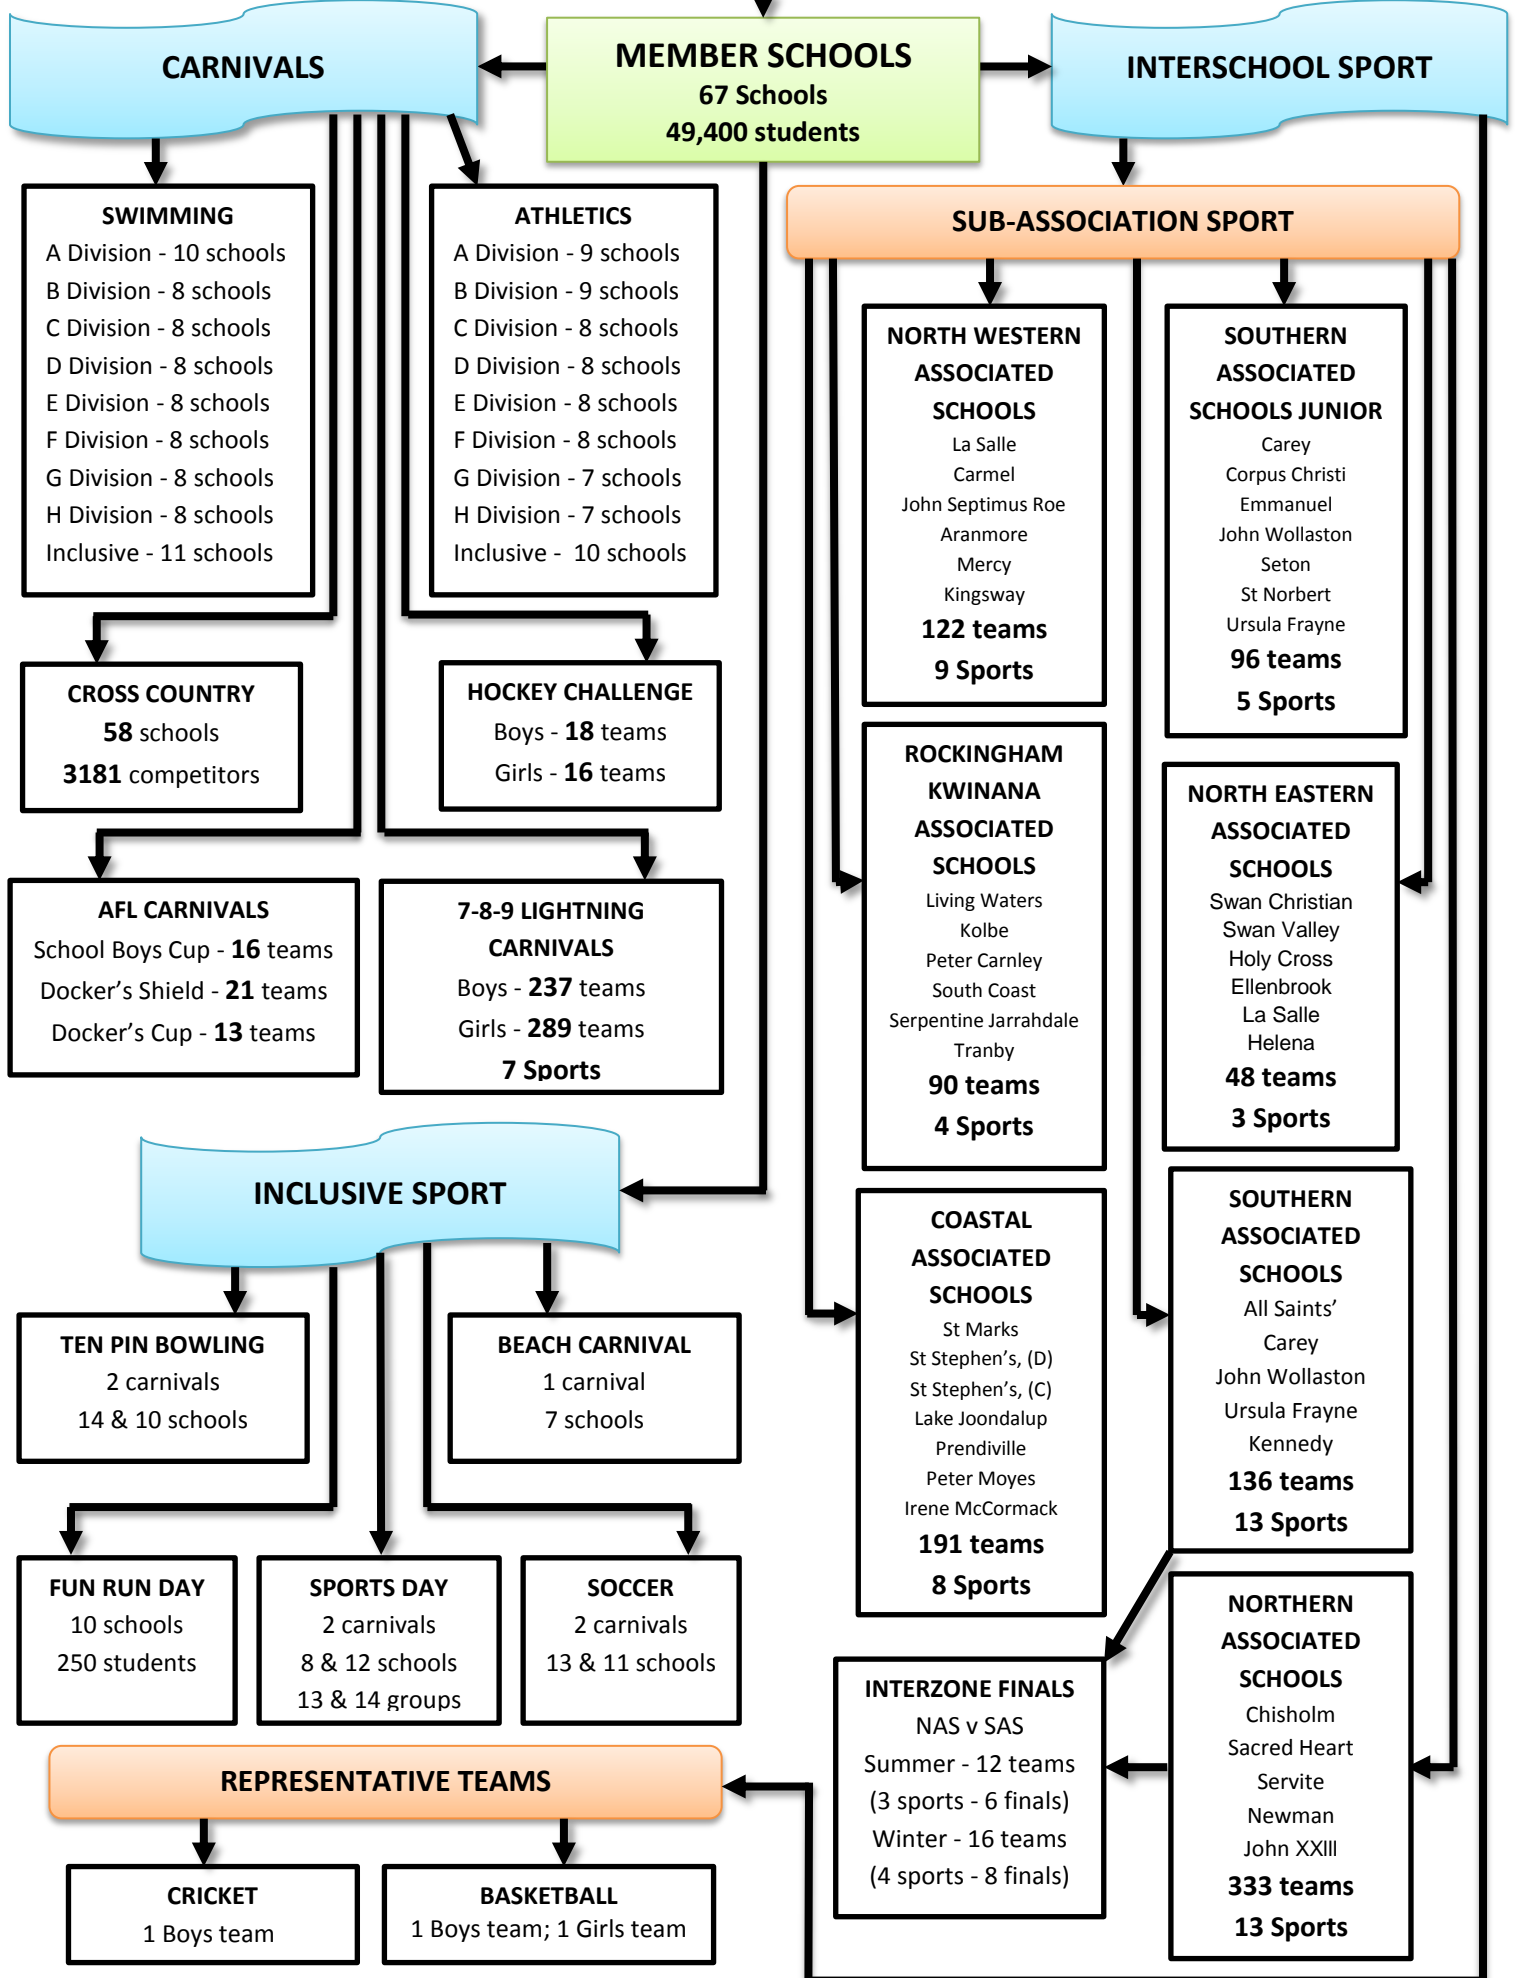 CARNIVALS
MEMBER SCHOOLS
67 Schools
49,400 students
INTERSCHOOL SPORT
SWIMMING
A Division - 10 schools
B Division - 8 schools
C Division - 8 schools
D Division - 8 schools
E Division - 8 schools
F Division - 8 schools
G Division - 8 schools
H Division - 8 schools
Inclusive - 11 schools
ATHLETICS
A Division - 9 schools
B Division - 9 schools
C Division - 8 schools
D Division - 8 schools
E Division - 8 schools
F Division - 8 schools
G Division - 7 schools
H Division - 7 schools
Inclusive -  10 schools
CROSS COUNTRY
58 schools
3181 competitors
HOCKEY CHALLENGE
Boys - 18 teams
Girls - 16 teams
AFL CARNIVALS
School Boys Cup - 16 teams
Docker’s Shield - 21 teams
Docker’s Cup - 13 teams
7-8-9 LIGHTNING
CARNIVALS
Boys - 237 teams
Girls - 289 teams
7 Sports
INCLUSIVE SPORT
TEN PIN BOWLING
2 carnivals
14 & 10 schools
BEACH CARNIVAL
1 carnival
7 schools
FUN RUN DAY
10 schools
250 students
SPORTS DAY
2 carnivals
8 & 12 schools
13 & 14 groups
SOCCER
2 carnivals
13 & 11 schools
SUB-ASSOCIATION SPORT
NORTH WESTERN
ASSOCIATED
SCHOOLS
La Salle
Carmel
John Septimus Roe
Aranmore
Mercy
Kingsway
122 teams
9 Sports
SOUTHERN
ASSOCIATED
SCHOOLS JUNIOR
Carey
Corpus Christi
Emmanuel
John Wollaston
Seton
St Norbert
Ursula Frayne
96 teams
5 Sports
ROCKINGHAM
KWINANA
ASSOCIATED
SCHOOLS
Living Waters
Kolbe
Peter Carnley
South Coast
Serpentine Jarrahdale
Tranby
90 teams
4 Sports
NORTH EASTERN
ASSOCIATED
SCHOOLS
Swan Christian
Swan Valley
Holy Cross
Ellenbrook
La Salle
Helena
48 teams
3 Sports
COASTAL
ASSOCIATED
SCHOOLS
St Marks
St Stephen’s, (D)
St Stephen’s, (C)
Lake Joondalup
Prendiville
Peter Moyes
Irene McCormack
191 teams
8 Sports
SOUTHERN
ASSOCIATED
SCHOOLS
All Saints’
Carey
John Wollaston
Ursula Frayne
Kennedy
136 teams
13 Sports
INTERZONE FINALS
NAS v SAS
Summer - 12 teams
(3 sports - 6 finals)
Winter - 16 teams
(4 sports - 8 finals)
NORTHERN
ASSOCIATED
SCHOOLS
Chisholm
Sacred Heart
Servite
Newman
John XXIII
333 teams
13 Sports
REPRESENTATIVE TEAMS
CRICKET
1 Boys team
BASKETBALL
1 Boys team; 1 Girls team